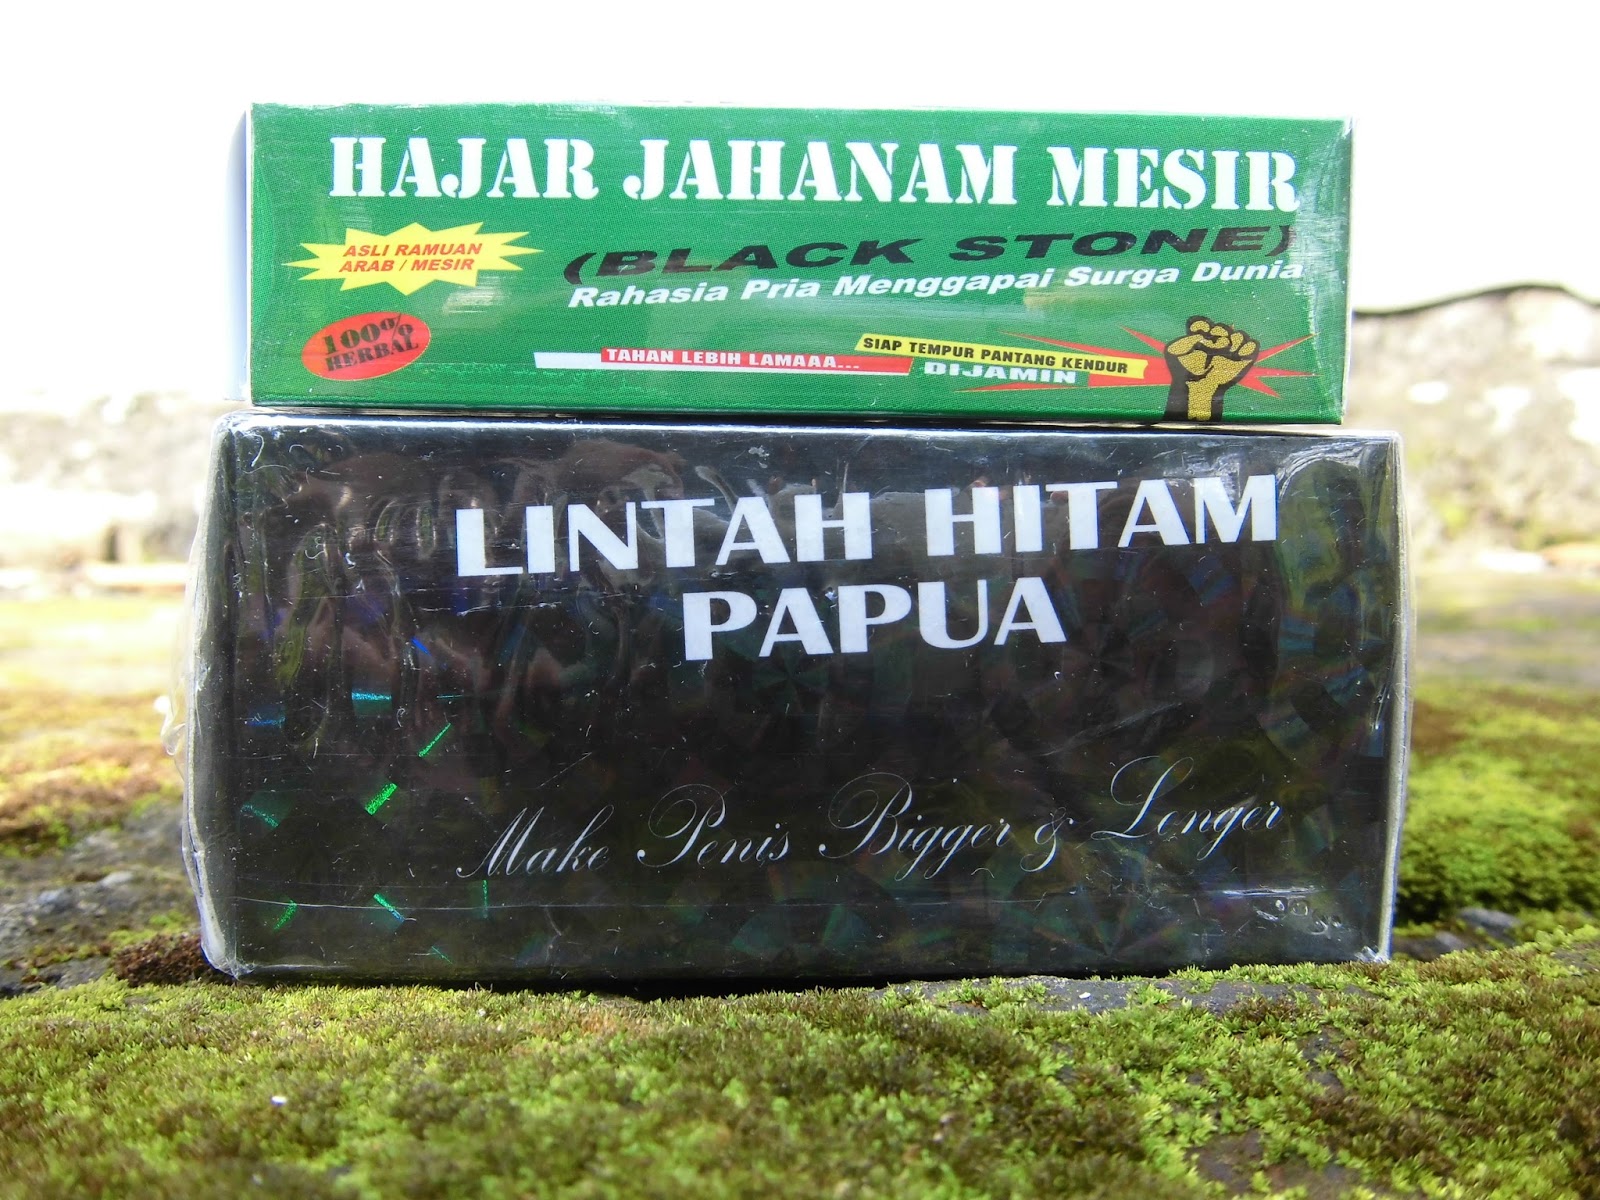 HAJAR JAHANAM MESIR
(BLACK STONE)
Rahasia Pria Menggapai Surga Dunia
ASLI RAMUAN
ARAB / MESIR
100%
HERBAL
TAHAN LEBIH LAMAAA...
SIAP TEMPUR PANTANG KENDUR
DIJAMIN
LINTAH HITAM
PAPUA
Make Penis Bigger & Longer